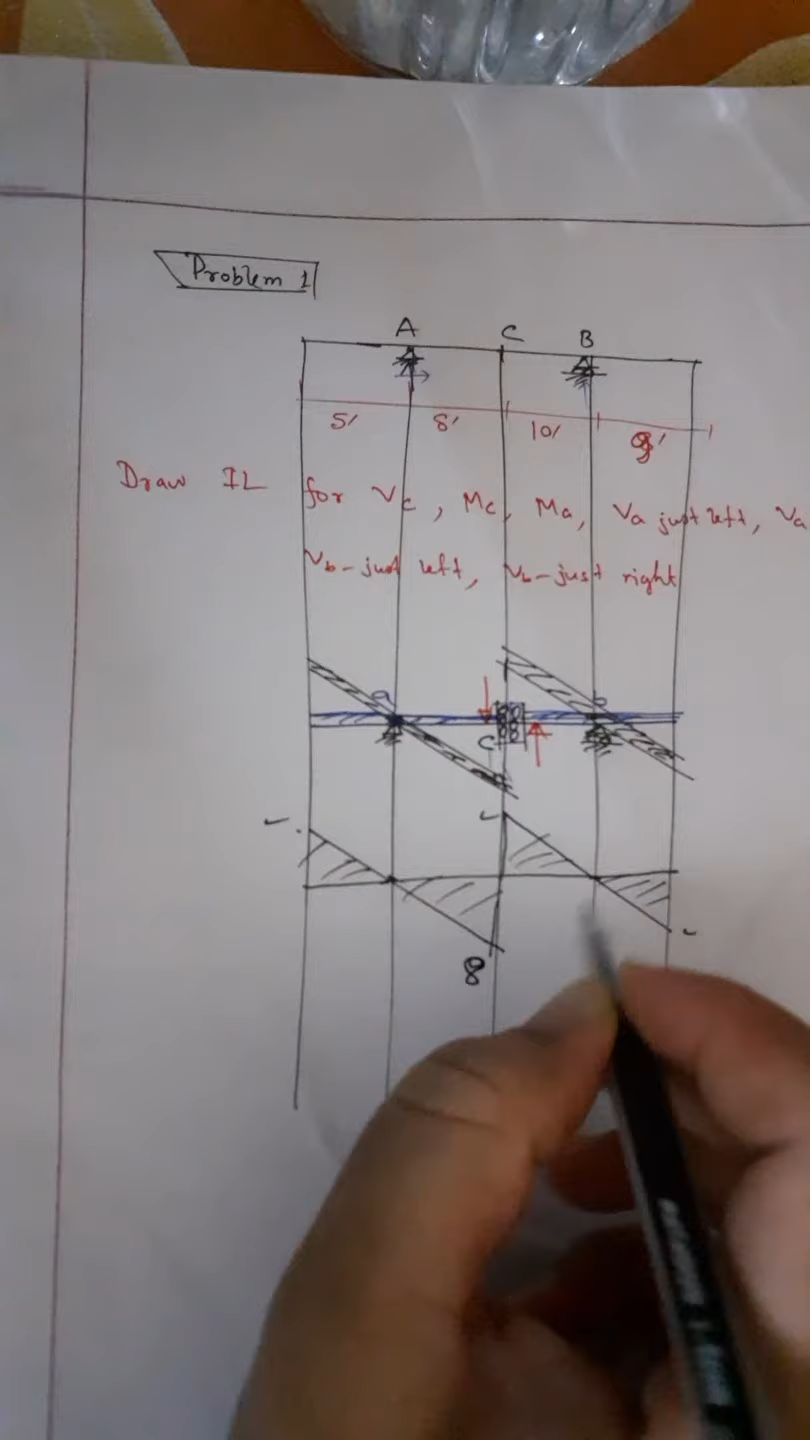 Problem 1
A C B
5' 8' 10' 9'
Draw IL for Vc, Mc, Ma, Va just left, Va
Vb-just left, Vb-just right
a b
c
8